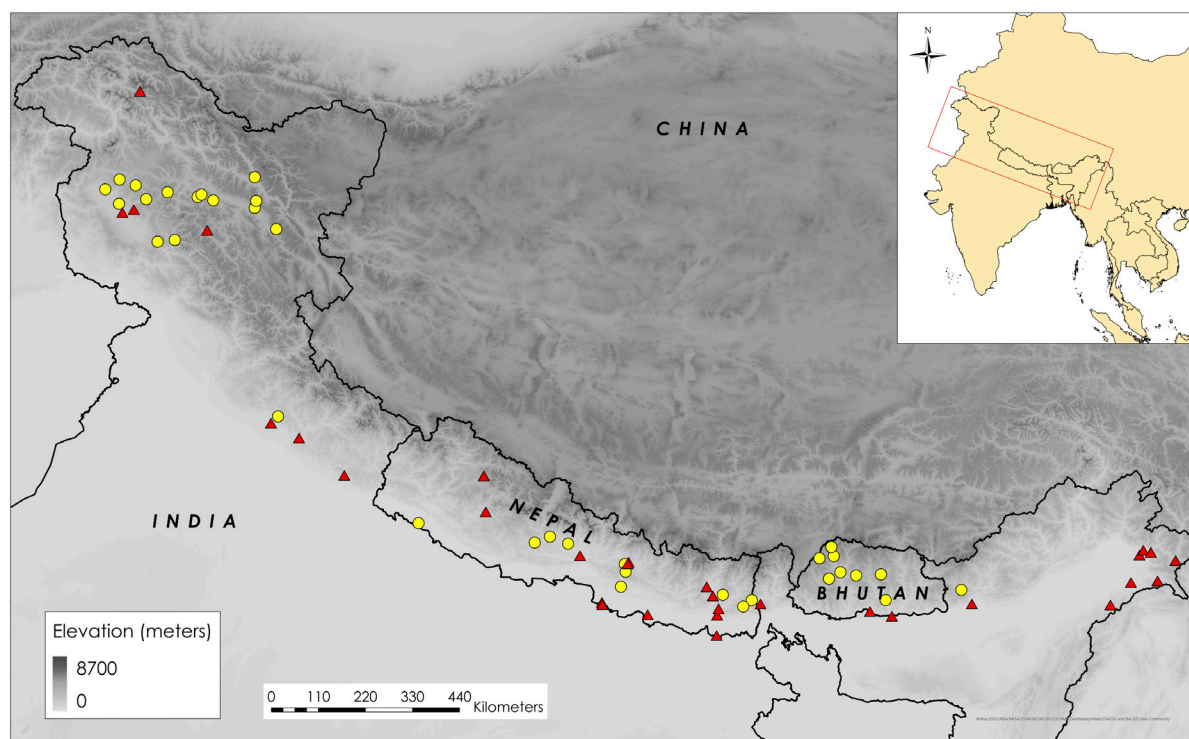 N
CHINA
INDIA
NEPAL
BHUTAN
Elevation (meters)
8700
0
0 110 220 330 440
Kilometers